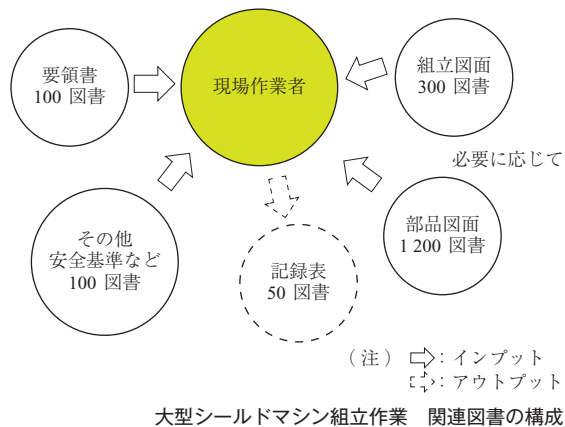 要領書
100 図書
現場作業者
組立図面
300 図書
必要に応じて
その他
安全基準など
100 図書
記録表
50 図書
部品図面
1 200 図書
（注）⇨：インプット
⇨：アウトプット
大型シールドマシン組立作業　関連図書の構成